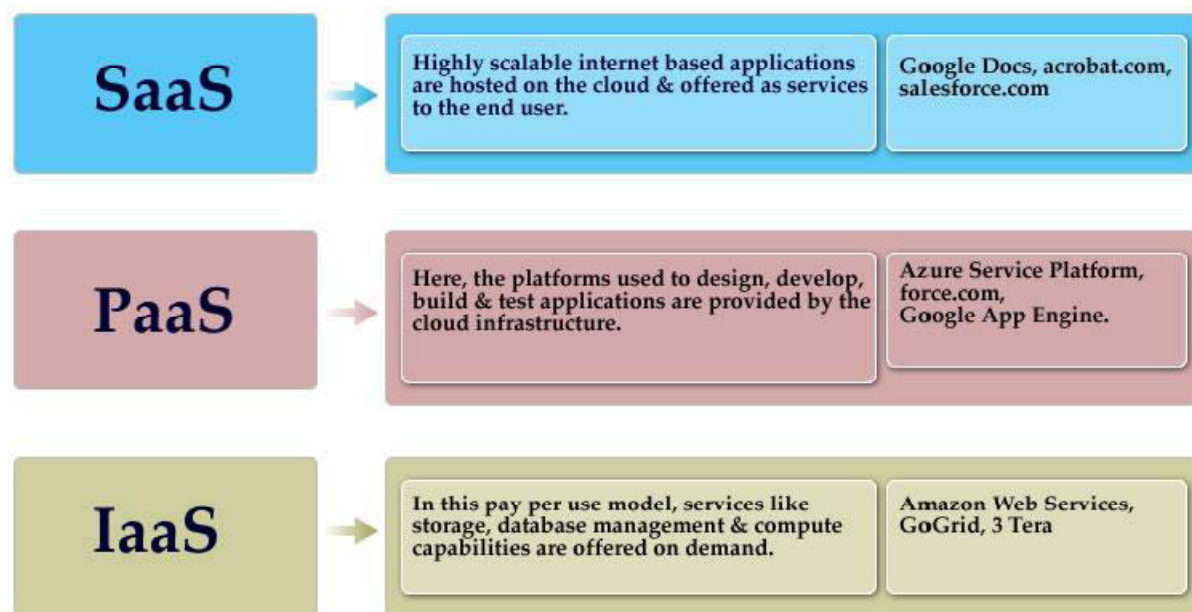 SaaS
Highly scalable internet based applications
are hosted on the cloud & offered as services
to the end user.
Google Docs, acrobat.com,
salesforce.com
PaaS
Here, the platforms used to design, develop,
build & test applications are provided by the
cloud infrastructure.
Azure Service Platform,
force.com,
Google App Engine.
IaaS
In this pay per use model, services like
storage, database management & compute
capabilities are offered on demand.
Amazon Web Services,
GoGrid, 3 Tera